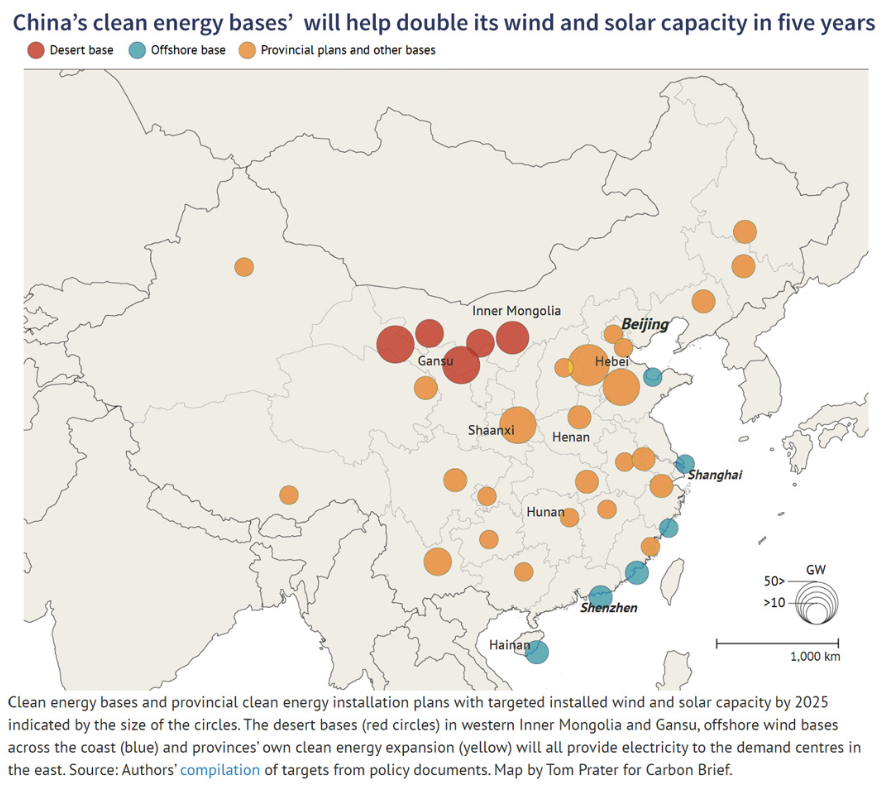 China's clean energy bases' will help double its wind and solar capacity in five years
Desert base Offshore base Provincial plans and other bases
Inner Mongolia
Beijing
Gansu
Hebei
Shaanxi
Henan
Shanghai
Hunan
GW
50>
>10
Shenzhen
Hainan
1,000 km
Clean energy bases and provincial clean energy installation plans with targeted installed wind and solar capacity by 2025
indicated by the size of the circles. The desert bases (red circles) in western Inner Mongolia and Gansu, offshore wind bases
across the coast (blue) and provinces' own clean energy expansion (yellow) will all provide electricity to the demand centres in
the east. Source: Authors' compilation of targets from policy documents. Map by Tom Prater for Carbon Brief.